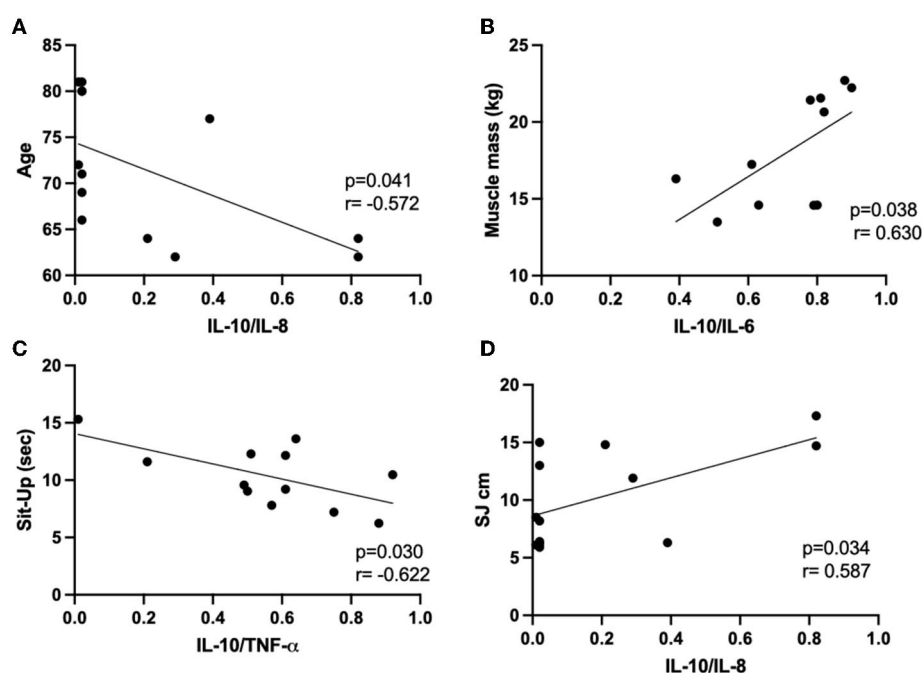 A
85
80
75
70
65
60
Age
p=0.041
r= -0.572
0.0 0.2 0.4 0.6 0.8 1.0
IL-10/IL-8
B
25
20
15
10
Muscle mass (kg)
p=0.038
r= 0.630
0.0 0.2 0.4 0.6 0.8 1.0
IL-10/IL-6
C
20
15
10
5
0
Sit-Up (sec)
p=0.030
r= -0.622
0.0 0.2 0.4 0.6 0.8 1.0
IL-10/TNF-α
D
20
15
10
5
0
SJ cm
p=0.034
r= 0.587
0.0 0.2 0.4 0.6 0.8 1.0
IL-10/IL-8